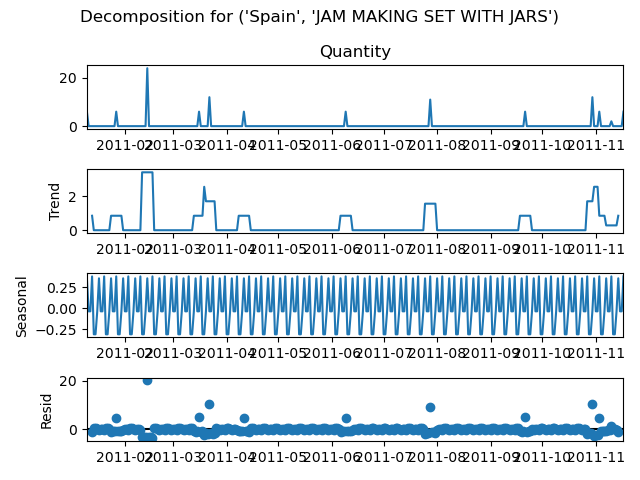 Decomposition for ('Spain', 'JAM MAKING SET WITH JARS')
Quantity
20
0
2011-02 2011-03 2011-04 2011-05 2011-06 2011-07 2011-08 2011-09 2011-10 2011-11
Trend
2
0
2011-02 2011-03 2011-04 2011-05 2011-06 2011-07 2011-08 2011-09 2011-10 2011-11
Seasonal
0.25
0.00
−0.25
2011-02 2011-03 2011-04 2011-05 2011-06 2011-07 2011-08 2011-09 2011-10 2011-11
Resid
20
0
2011-02 2011-03 2011-04 2011-05 2011-06 2011-07 2011-08 2011-09 2011-10 2011-11